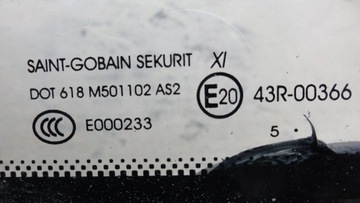 SAINT-GOBAIN SEKURIT XI
DOT 618 M501102 AS2 E20 43R-00366
CCC E000233
5 •